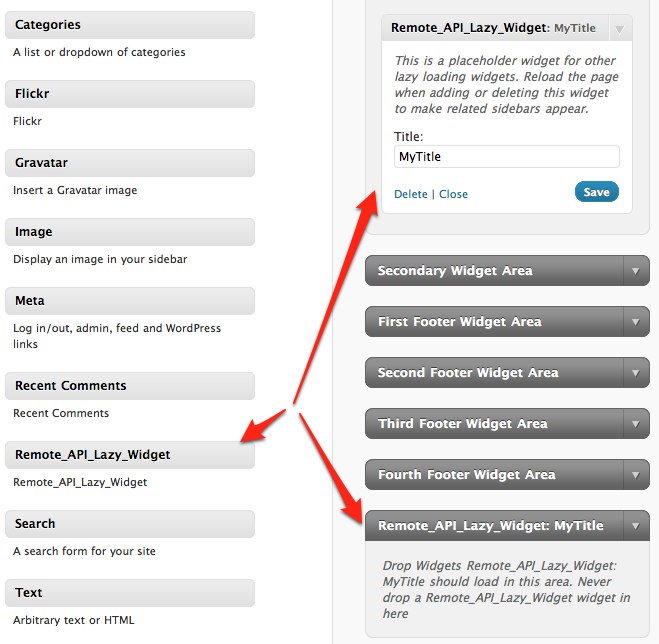 Categories
A list or dropdown of categories
Flickr
Flickr
Gravatar
Insert a Gravatar image
Image
Display an image in your sidebar
Meta
Log in/out, admin, feed and WordPress
links
Recent Comments
Recent Comments
Remote_API_Lazy_Widget
Remote_API_Lazy_Widget
Search
A search form for your site
Text
Arbitrary text or HTML
Remote_API_Lazy_Widget: MyTitle
This is a placeholder widget for other
lazy loading widgets. Reload the page
when adding or deleting this widget
to make related sidebars appear.
Title:
MyTitle
Delete | Close
Save
Secondary Widget Area
First Footer Widget Area
Second Footer Widget Area
Third Footer Widget Area
Fourth Footer Widget Area
Remote_API_Lazy_Widget: MyTitle
Drop Widgets Remote_API_Lazy_Widget:
MyTitle should load in this area. Never
drop a Remote_API_Lazy_Widget widget in
here